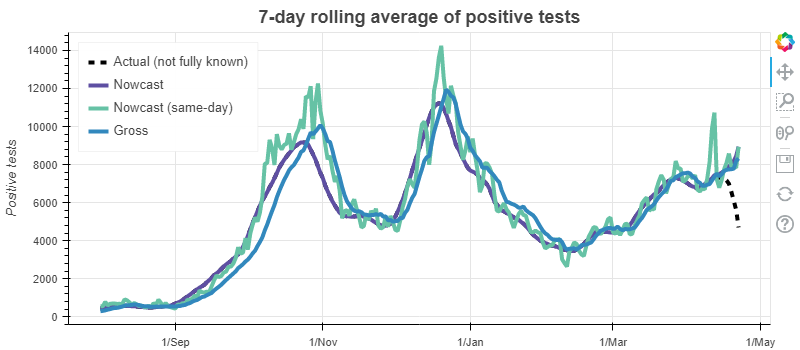 7-day rolling average of positive tests
Actual (not fully known)
Nowcast
Nowcast (same-day)
Gross
Positive tests
14000
12000
10000
8000
6000
4000
2000
0
1/Sep
1/Nov
1/Jan
1/Mar
1/May